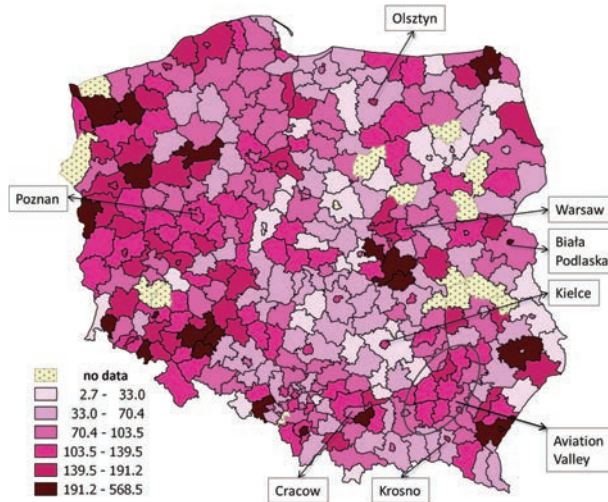 Olsztyn
Poznan
Warsaw
Biała
Podlaska
Kielce
no data
2.7 - 33.0
33.0 - 70.4
70.4 - 103.5
103.5 - 139.5
139.5 - 191.2
191.2 - 568.5
Aviation
Valley
Cracow
Krosno